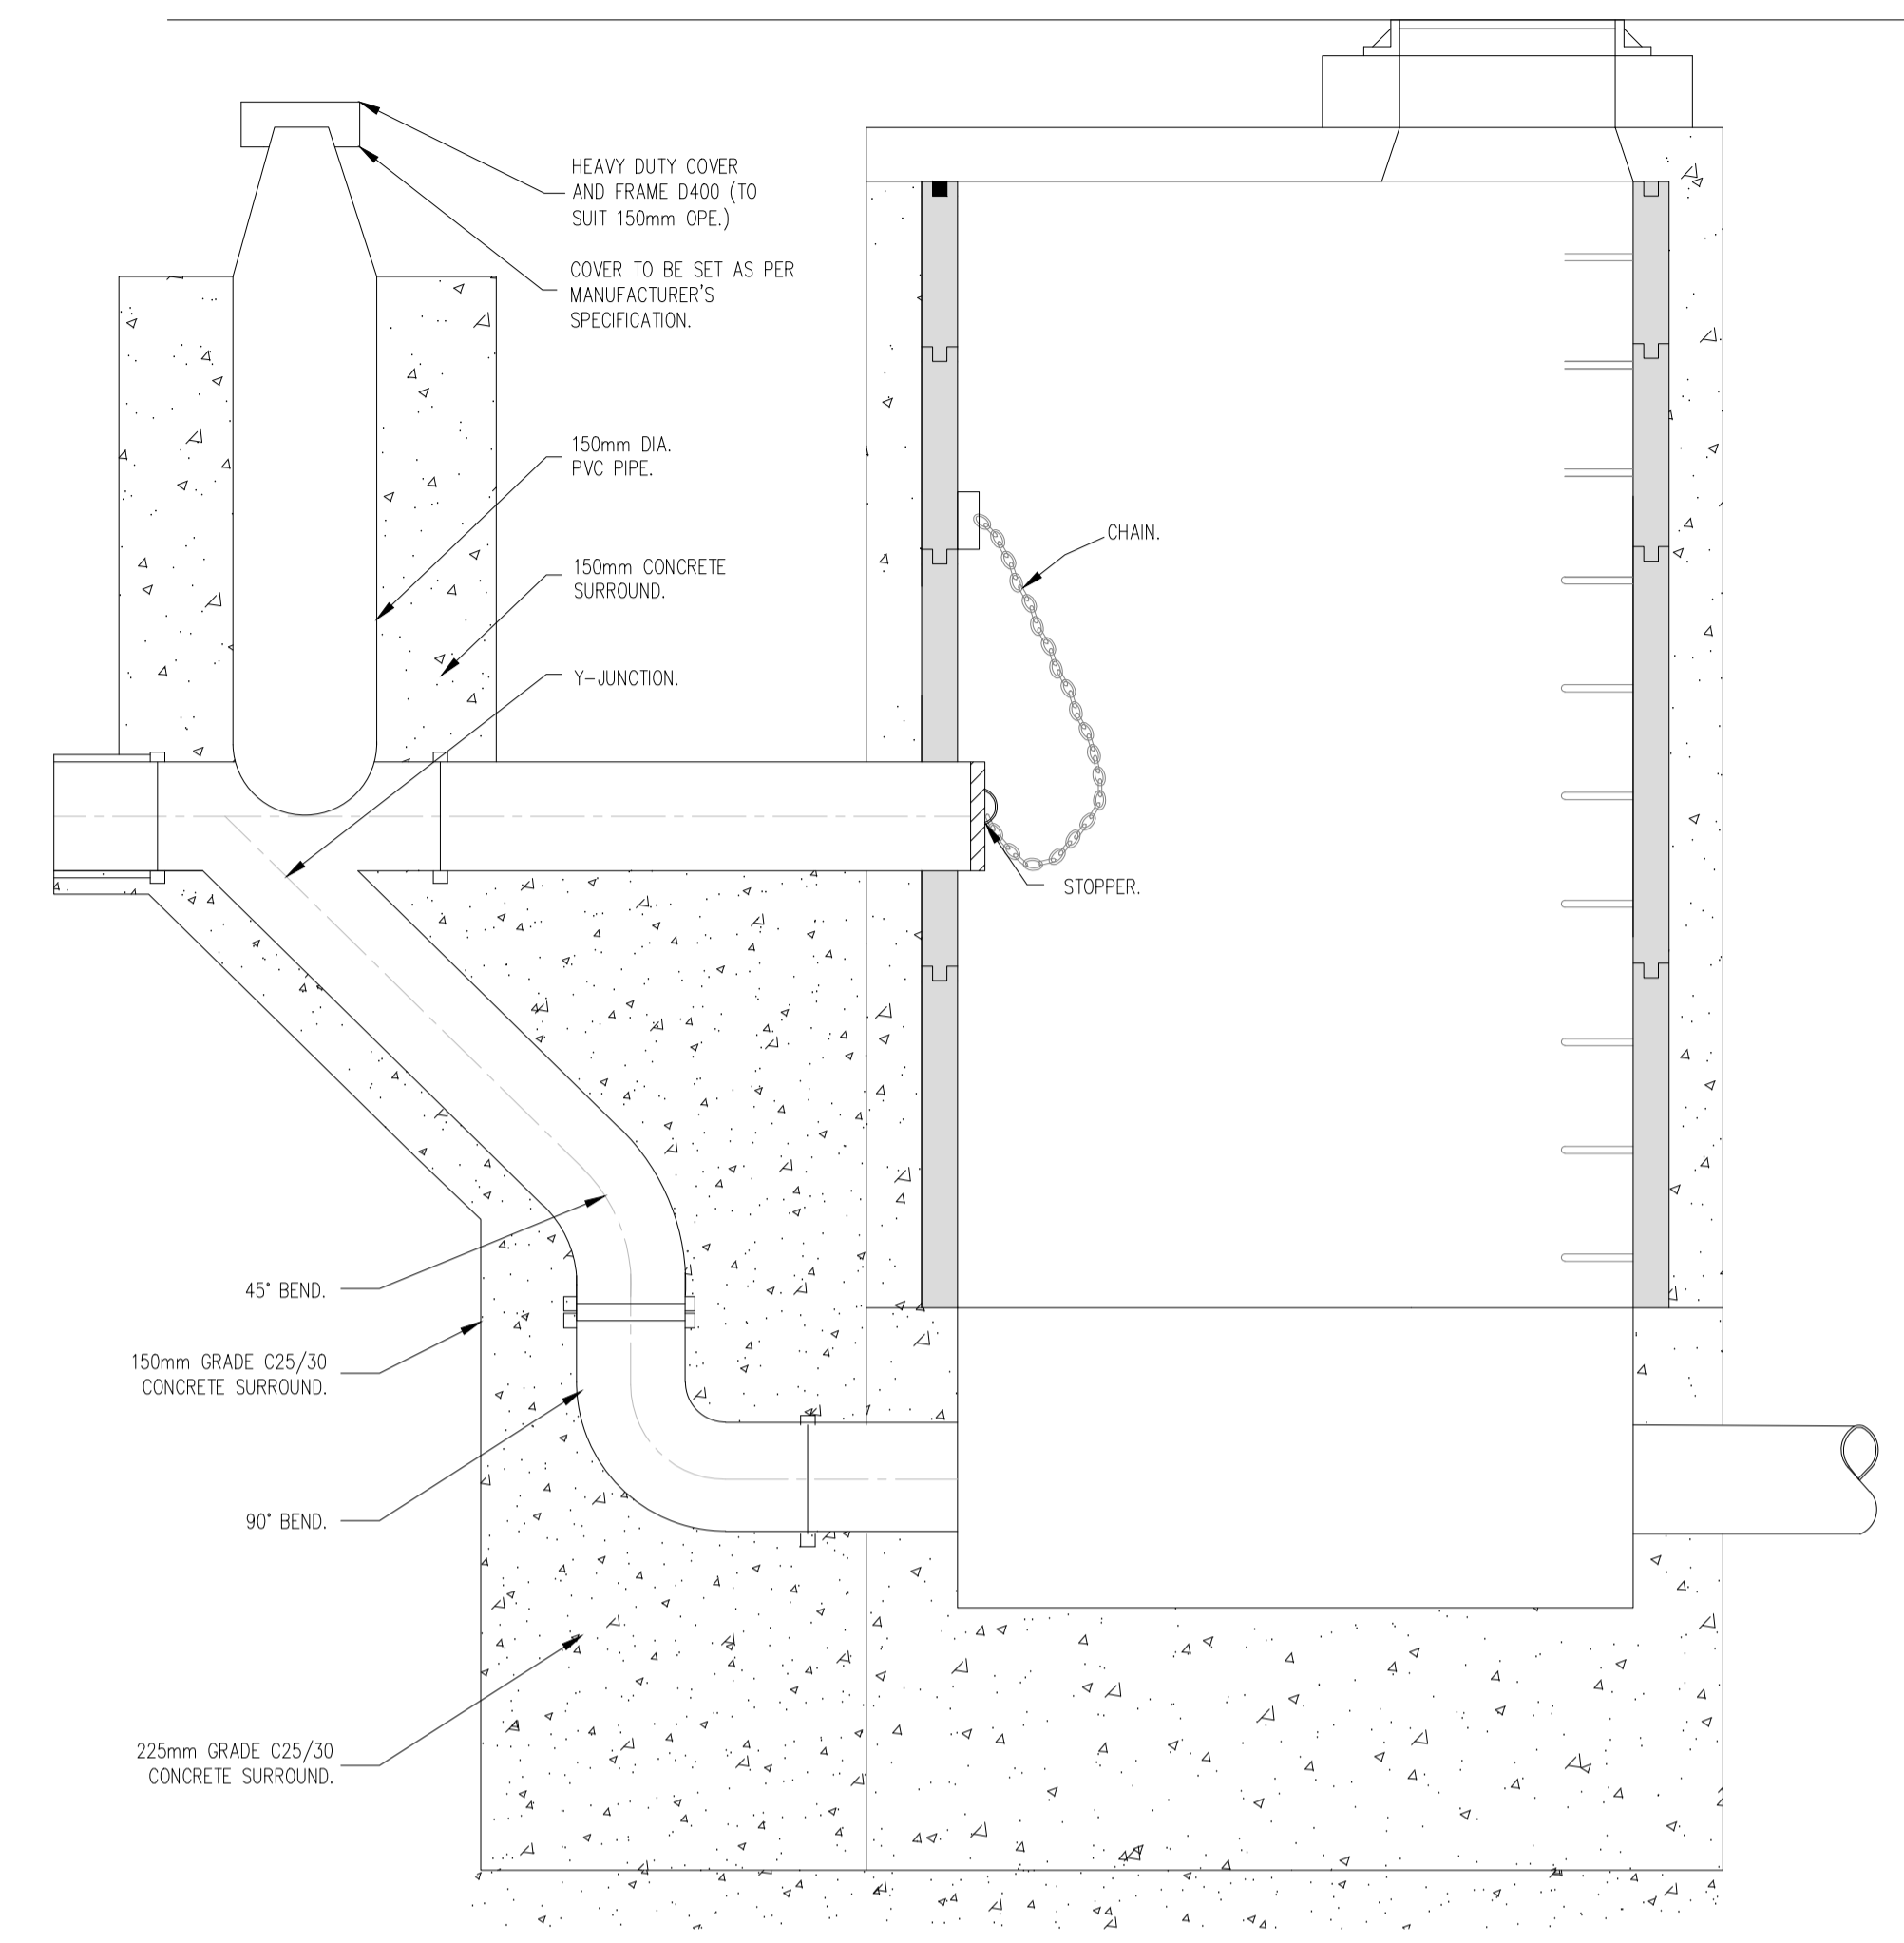 HEAVY DUTY COVER
AND FRAME D400 (TO
SUIT 150mm OPE.)
COVER TO BE SET AS PER
MANUFACTURER'S
SPECIFICATION.
150mm DIA.
PVC PIPE.
CHAIN.
150mm CONCRETE
SURROUND.
Y-JUNCTION.
STOPPER.
45° BEND.
150mm GRADE C25/30
CONCRETE SURROUND.
90° BEND.
225mm GRADE C25/30
CONCRETE SURROUND.